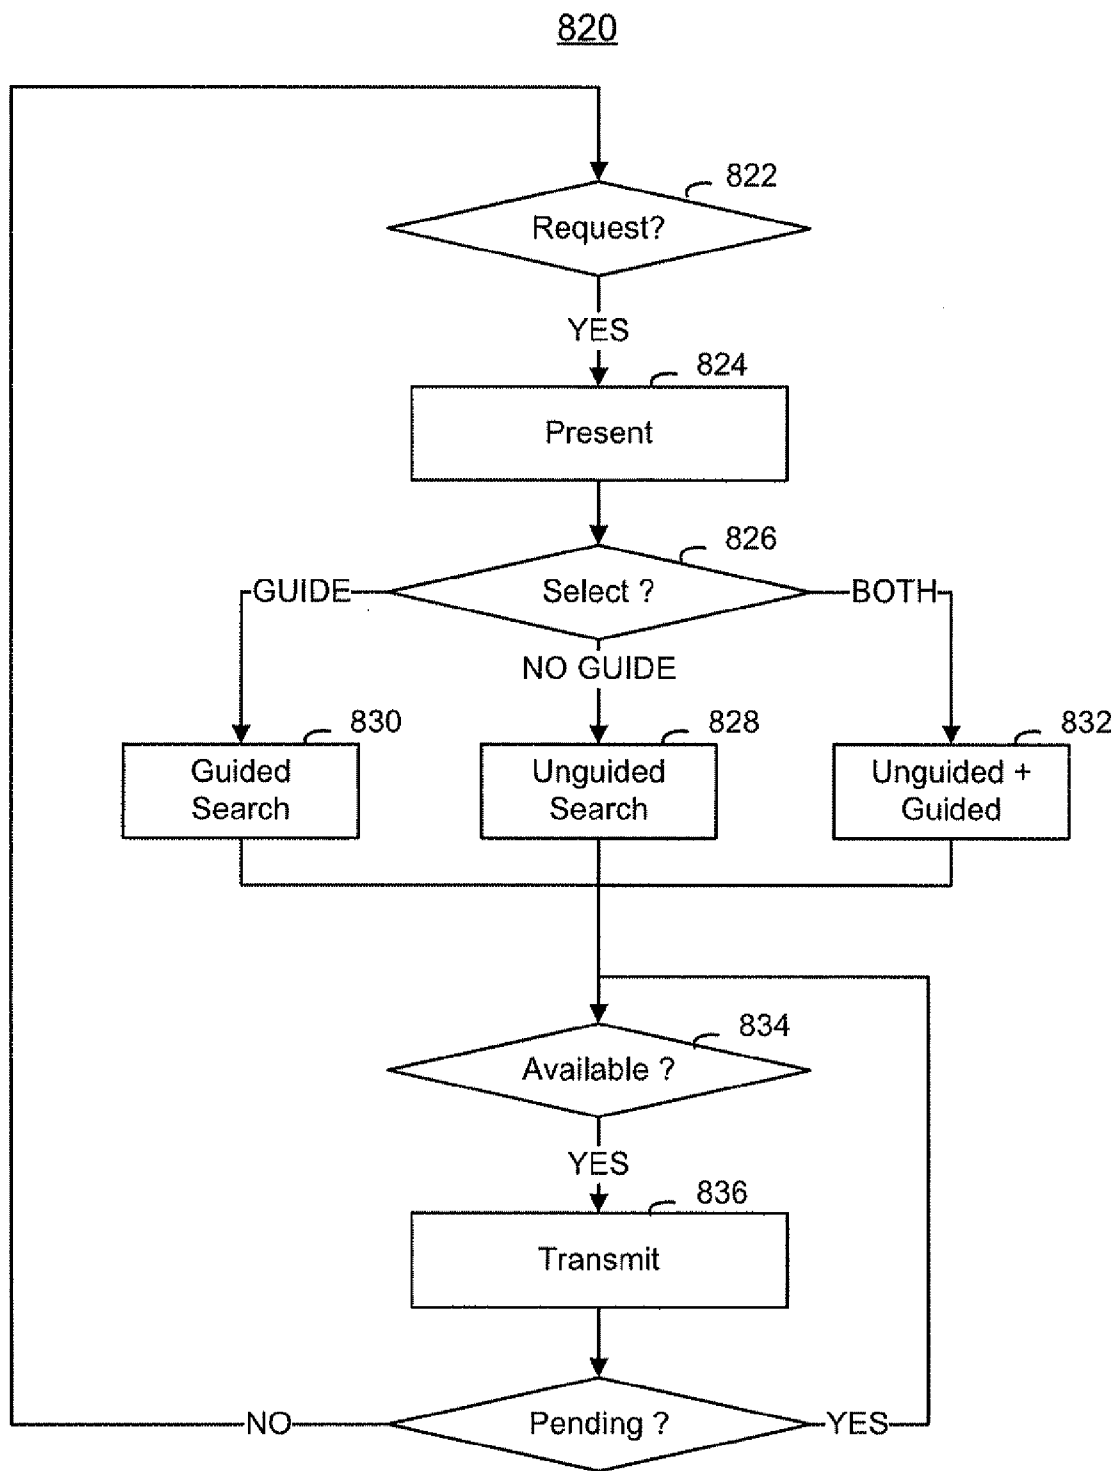 820
822
Request?
YES
824
Present
826
GUIDE
Select ?
BOTH
NO GUIDE
830
828
832
Guided
Search
Unguided
Search
Unguided +
Guided
834
Available ?
YES
836
Transmit
NO
Pending ?
YES